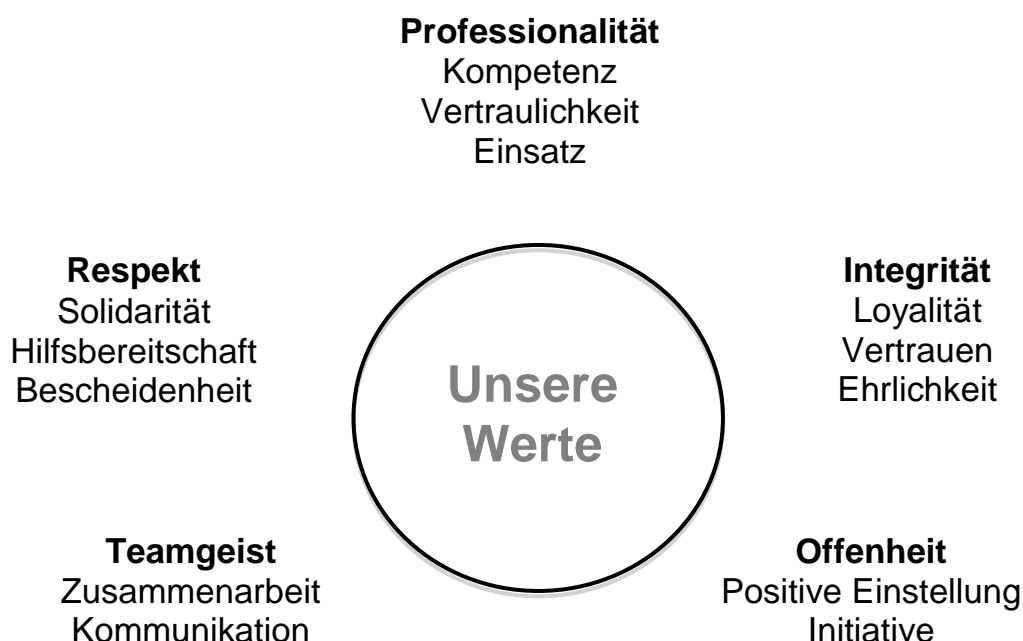 Professionalität
Kompetenz
Vertraulichkeit
Einsatz
Respekt
Solidarität
Hilfsbereitschaft
Bescheidenheit
Integrität
Loyalität
Vertrauen
Ehrlichkeit
Unsere
Werte
Teamgeist
Zusammenarbeit
Kommunikation
Offenheit
Positive Einstellung
Initiative